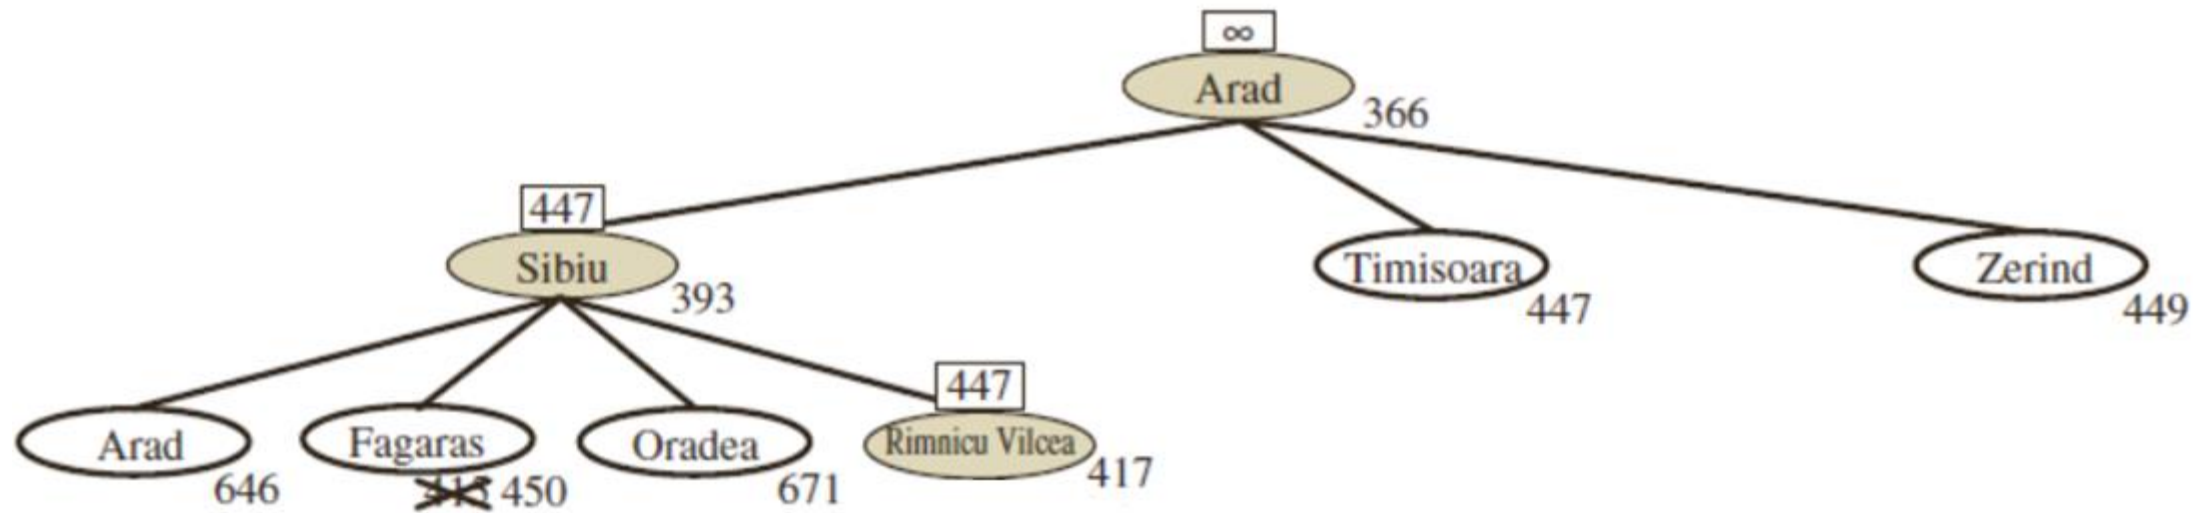 ∞
Arad
366
447
Sibiu
393
Timisoara
447
Zerind
449
447
Arad
646
Fagaras
450
Oradea
671
Rimnicu Vilcea
417